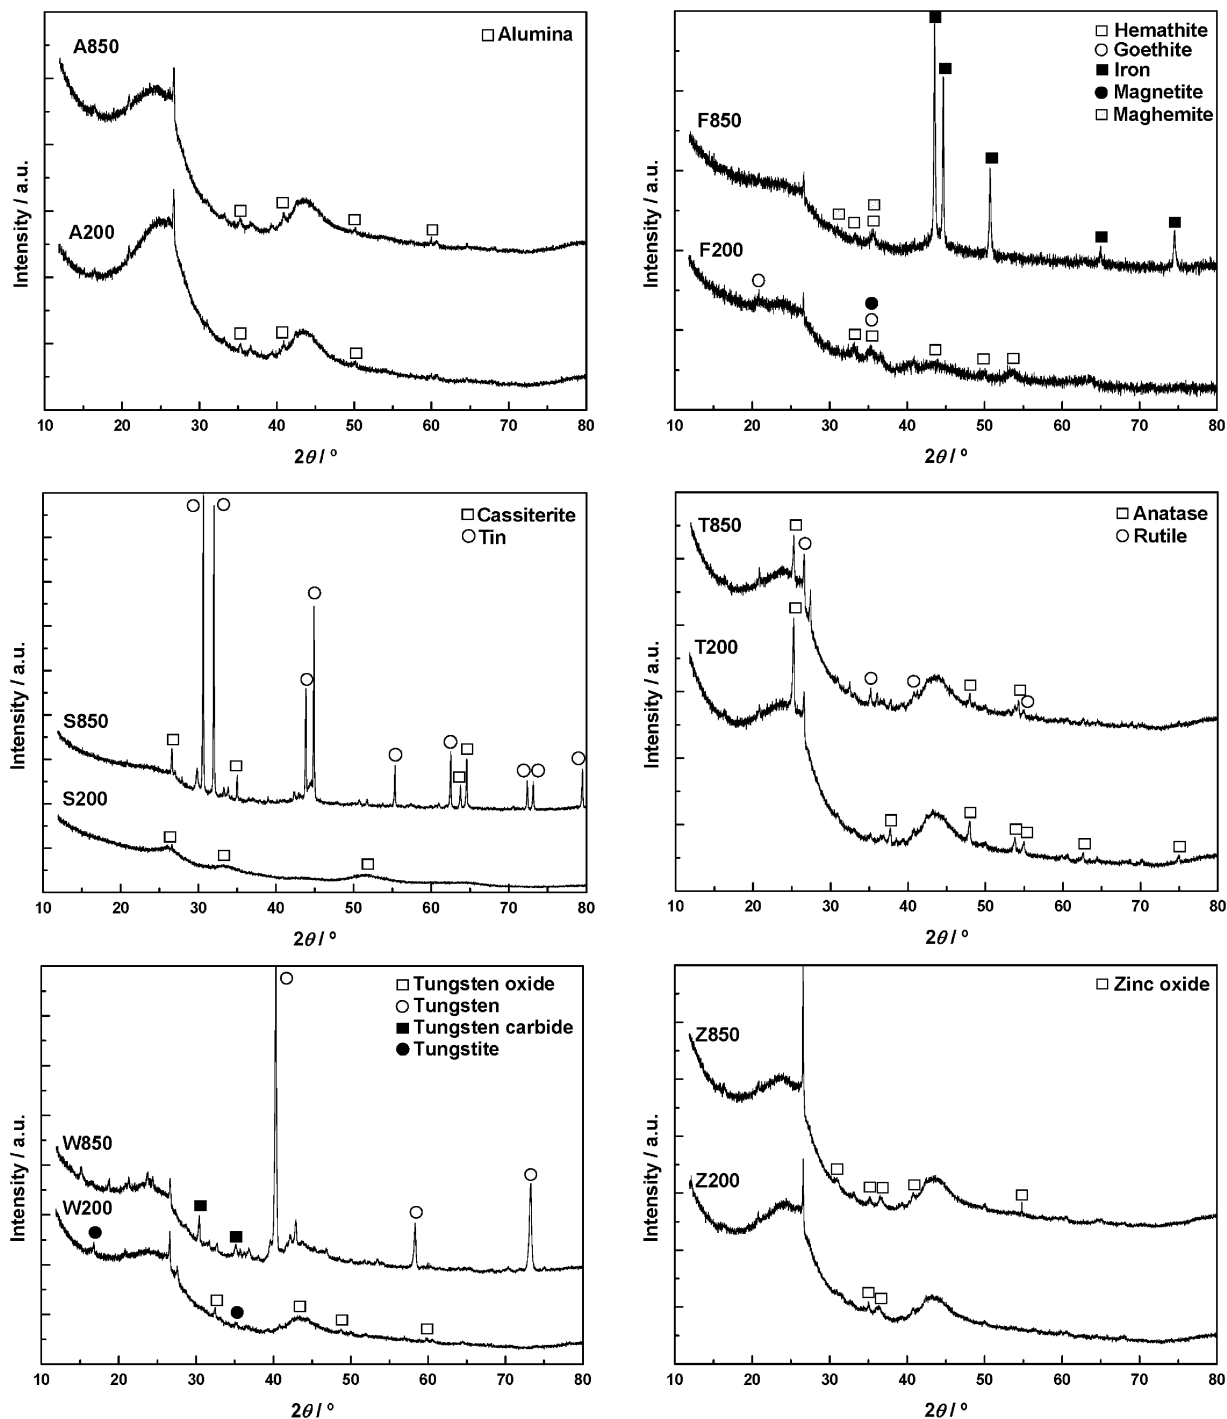 A850
□ Alumina
A200
Intensity / a.u.
10 20 30 40 50 60 70 80
2θ / º
□ Hemathite
○ Goethite
■ Iron
● Magnetite
□ Maghemite
F850
F200
Intensity / a.u.
10 20 30 40 50 60 70 80
2θ / º
□ Cassiterite
○ Tin
S850
S200
Intensity / a.u.
10 20 30 40 50 60 70 80
2θ / º
T850
□ Anatase
○ Rutile
T200
Intensity / a.u.
10 20 30 40 50 60 70 80
2θ / º
□ Tungsten oxide
○ Tungsten
■ Tungsten carbide
● Tungstite
W850
W200
Intensity / a.u.
10 20 30 40 50 60 70 80
2θ / º
□ Zinc oxide
Z850
Z200
Intensity / a.u.
10 20 30 40 50 60 70 80
2θ / º